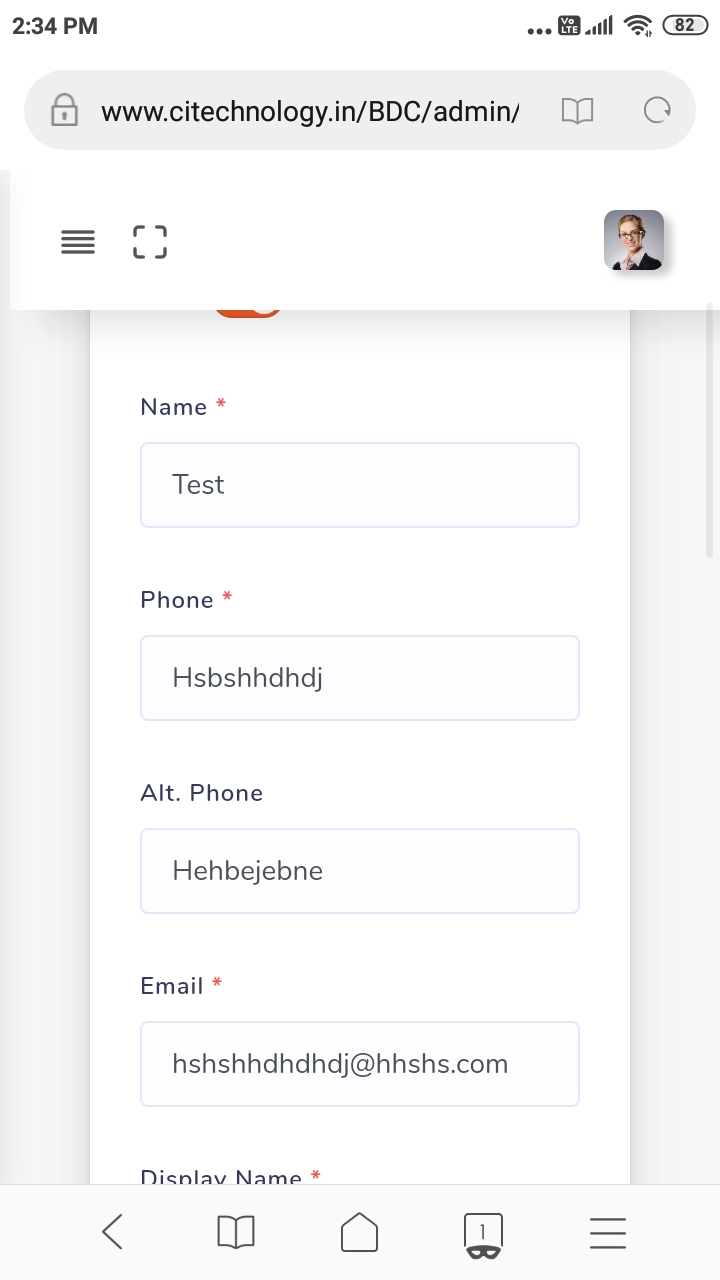 2:34 PM
Vo
LTE
82
www.citechnology.in/BDC/admin/
Name *
Test
Phone *
Hsbshhdhdj
Alt. Phone
Hehbejebne
Email *
hshshhdhdhdj@hhshs.com
Display Name *
1